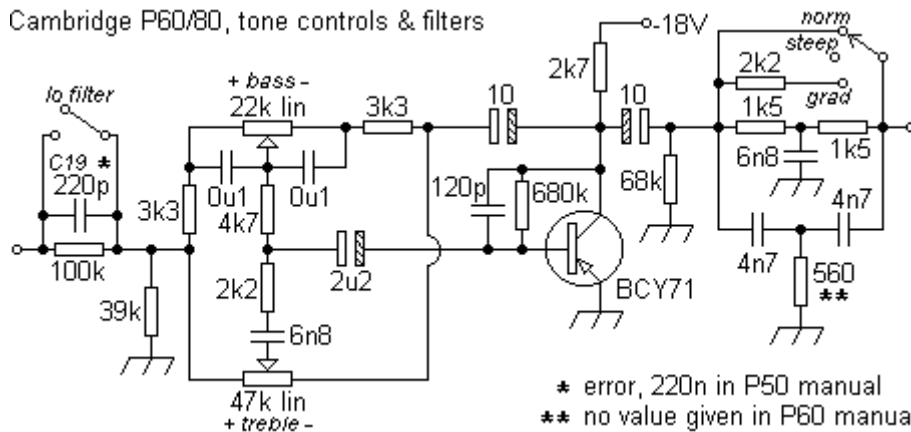 Cambridge P60/80, tone controls & filters
-18V
norm
steep
2k7
2k2
grad
lo filter
+ bass -
22k lin
3k3
10
10
1k5
C19 *
220p
6n8
1k5
0u1
0u1
120p
680k
68k
3k3
4k7
4n7
100k
2u2
4n7
BCY71
560
**
2k2
39k
6n8
47k lin
+ treble -
* error, 220n in P50 manual
** no value given in P60 manua